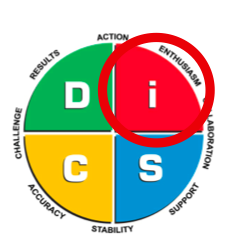 ACTION
ENTHUSIASM
RESULTS
D
i
CHALLENGE
C
S
ACCURACY
SUPPORT
STABILITY